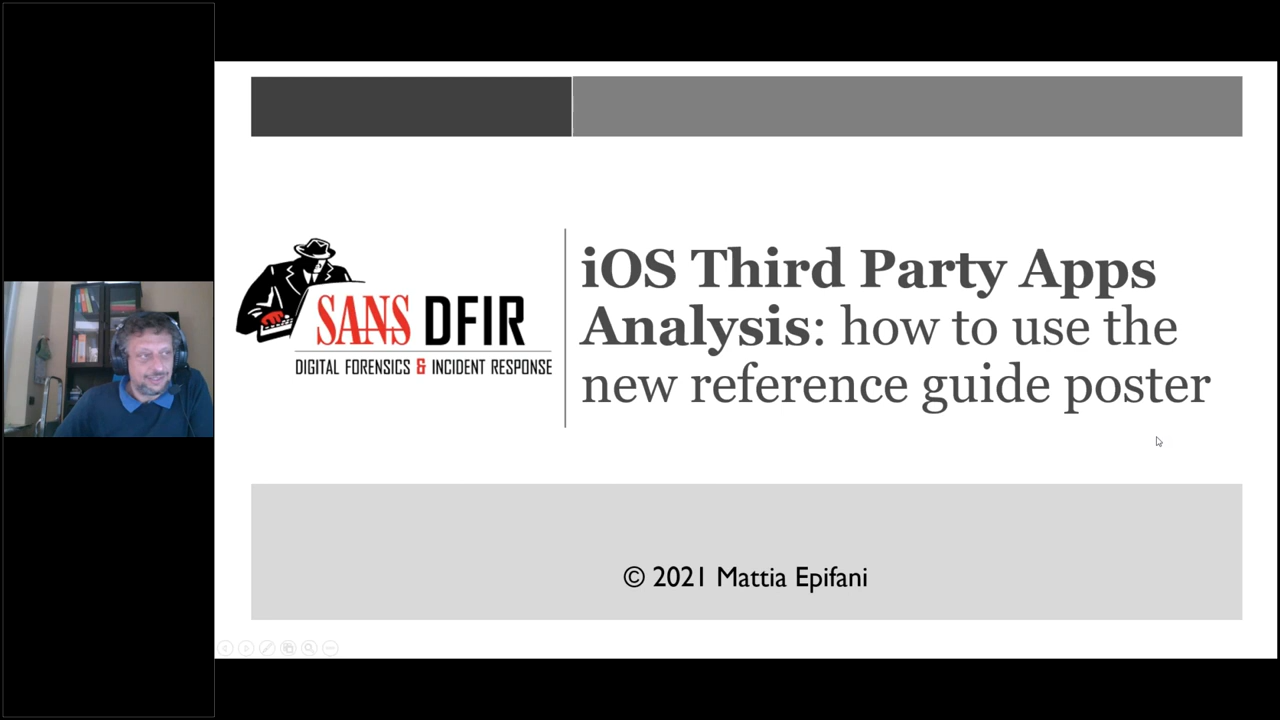 SANS DFIR
DIGITAL FORENSICS & INCIDENT RESPONSE
iOS Third Party Apps
Analysis: how to use the
new reference guide poster
© 2021 Mattia Epifani